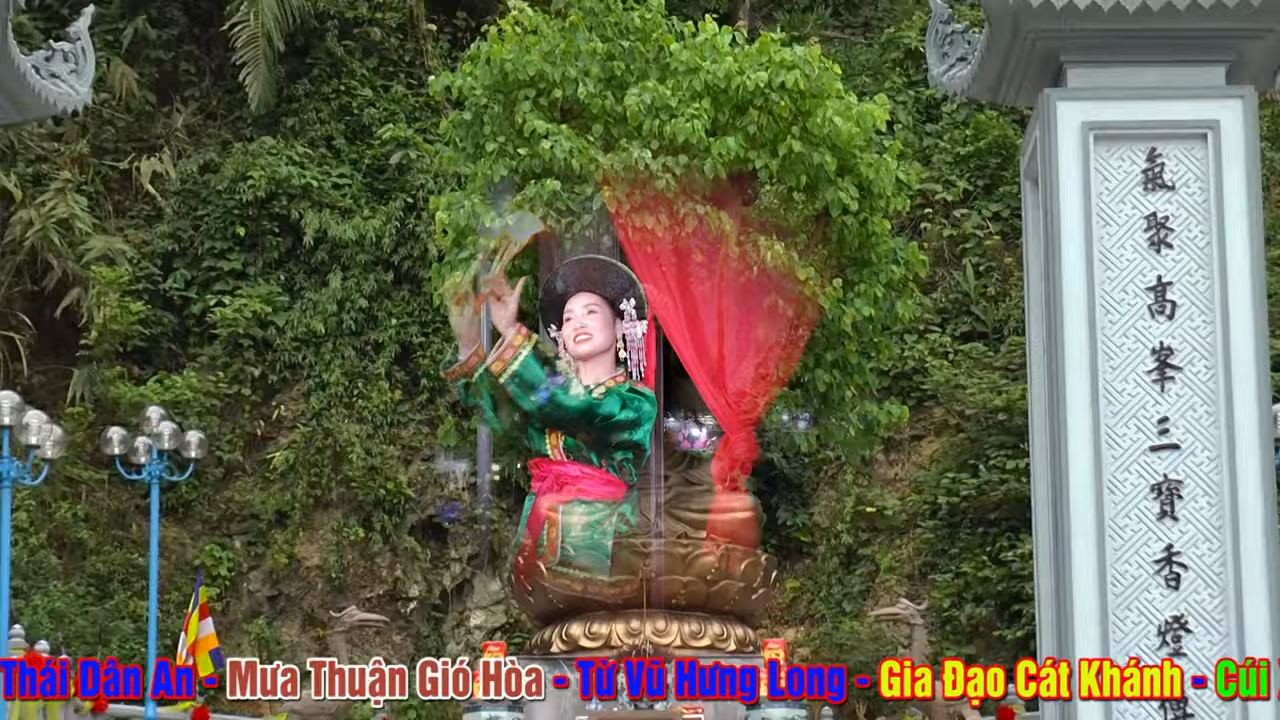 氣聚高峯三寶香燈
Thái Dân An - Mưa Thuận Gió Hòa - Từ Vũ Hưng Long - Gia Đạo Cát Khánh - Cúi